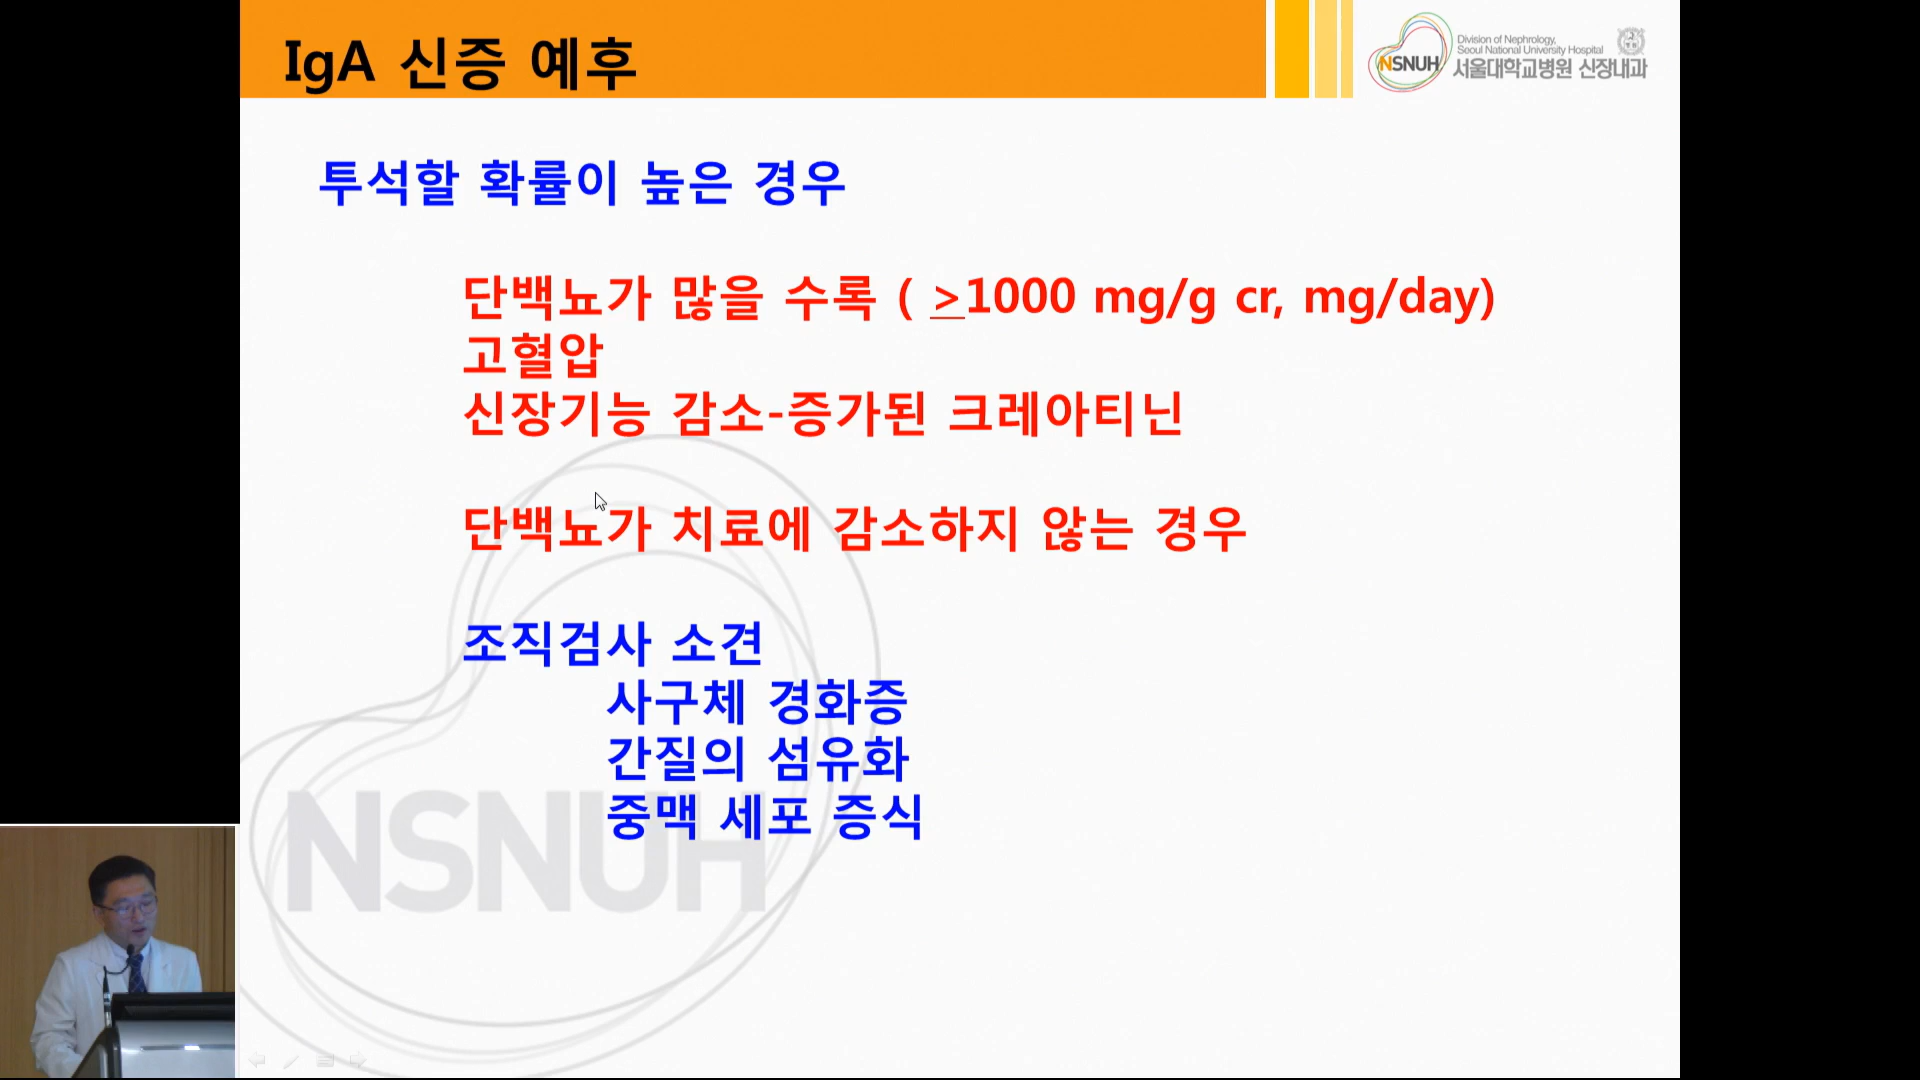 IgA 신증 예후
Division of Nephrology,
Seoul National University Hospital
NSNUH 서울대학교병원 신장내과
투석할 확률이 높은 경우
단백뇨가 많을 수록 ( >1000 mg/g cr, mg/day)
고혈압
신장기능 감소-증가된 크레아티닌
단백뇨가 치료에 감소하지 않는 경우
조직검사 소견
사구체 경화증
간질의 섬유화
중맥 세포 증식
NSNUH